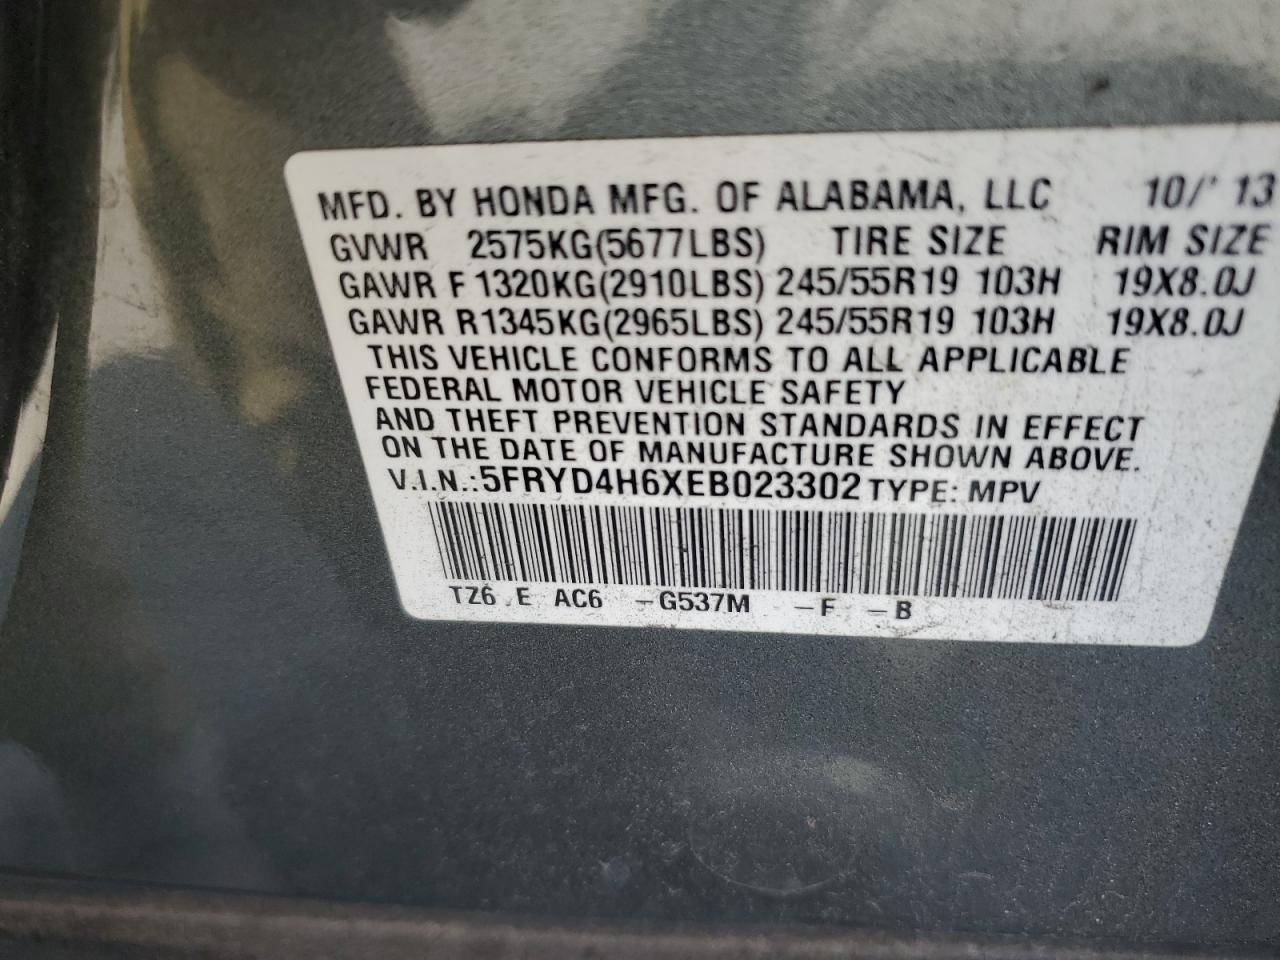 MFD. BY HONDA MFG. OF ALABAMA, LLC 10/'13
GVWR 2575KG(5677LBS) TIRE SIZE RIM SIZE
GAWR F 1320KG(2910LBS) 245/55R19 103H 19X8.0J
GAWR R1345KG(2965LBS) 245/55R19 103H 19X8.0J
THIS VEHICLE CONFORMS TO ALL APPLICABLE
FEDERAL MOTOR VEHICLE SAFETY
AND THEFT PREVENTION STANDARDS IN EFFECT
ON THE DATE OF MANUFACTURE SHOWN ABOVE.
V.I.N.:5FRYD4H6XEB023302 TYPE: MPV
TZ6 E AC6 -G537M -F -B